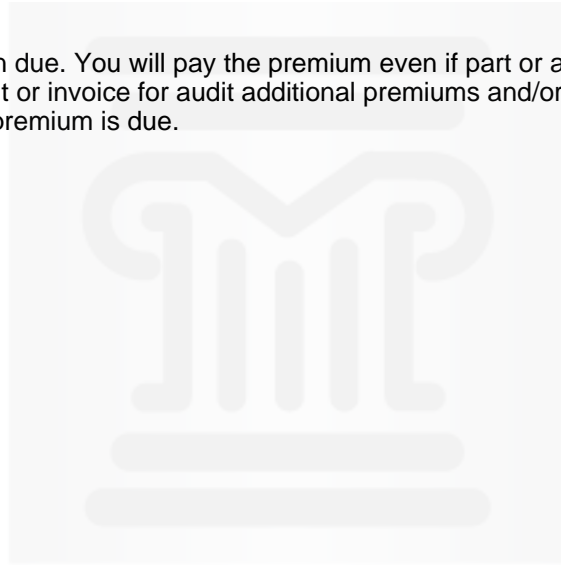 due. You will pay the premium even if part or
or invoice for audit additional premiums and/or
premium is due.